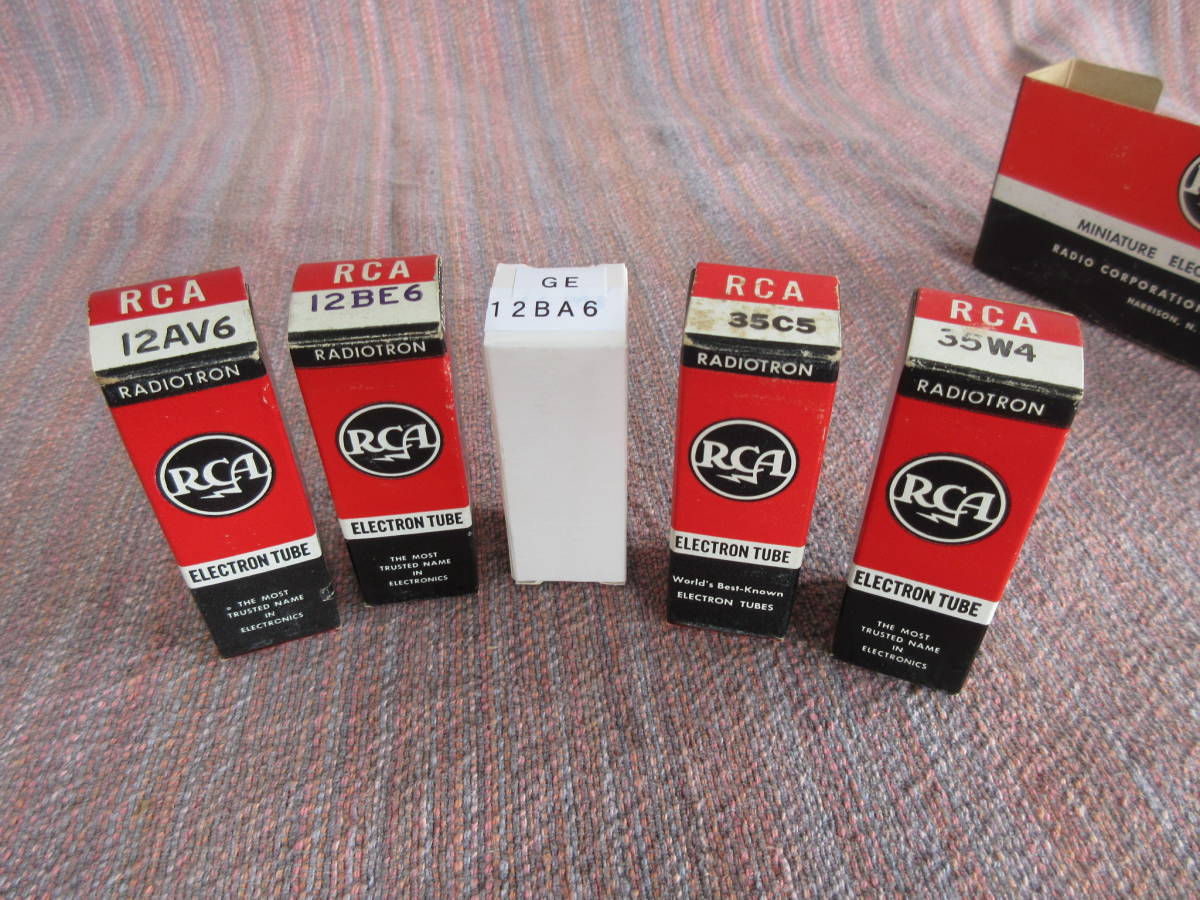 RCA
12AV6
RADIOTRON
RCA
ELECTRON TUBE
THE MOST
TRUSTED NAME
IN
ELECTRONICS
RCA
12BE6
RADIOTRON
RCA
ELECTRON TUBE
THE MOST
TRUSTED NAME
IN
ELECTRONICS
GE
12BA6
RCA
35C5
RADIOTRON
RCA
ELECTRON TUBE
World's Best-Known
ELECTRON TUBES
RCA
35W4
RADIOTRON
RCA
ELECTRON TUBE
THE MOST
TRUSTED NAME
IN
ELECTRONICS
MINIATURE
RADIO
HARRISON,